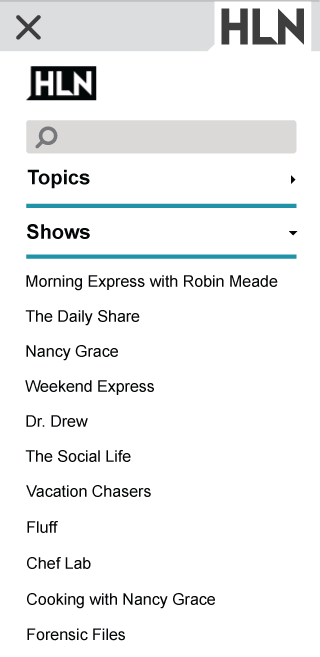 HLN
HLN
Topics
Shows
Morning Express with Robin Meade
The Daily Share
Nancy Grace
Weekend Express
Dr. Drew
The Social Life
Vacation Chasers
Fluff
Chef Lab
Cooking with Nancy Grace
Forensic Files